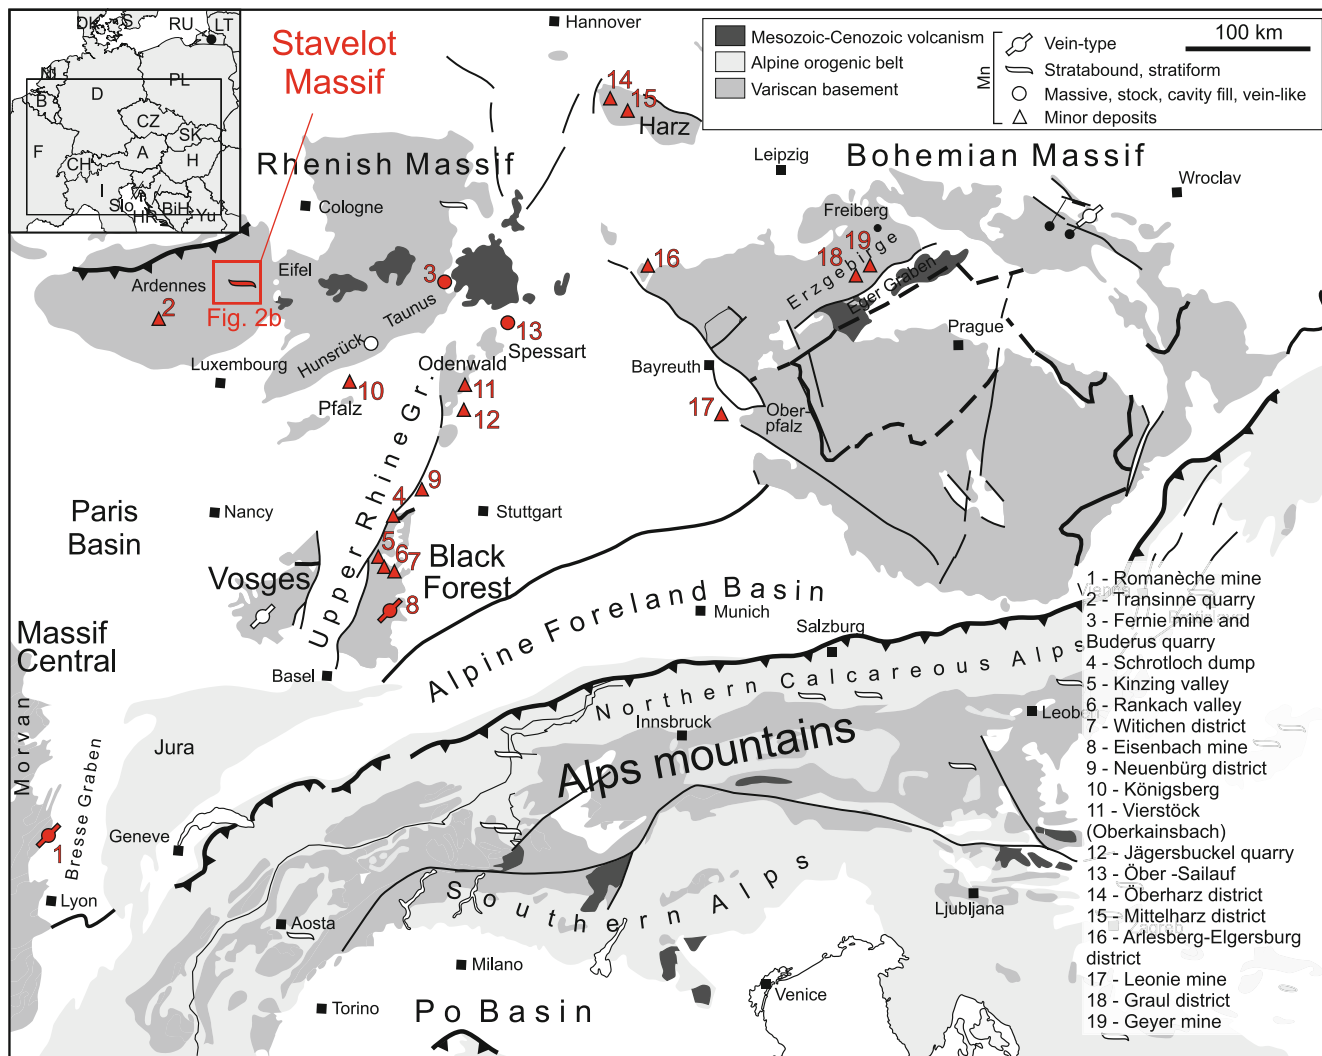 DK
S
RU
LT
NL
B
D
PL
CZ
SK
F
CH
A
H
I
Slo
HR
BiH
Yu
Stavelot
Massif
Hannover
Mesozoic-Cenozoic volcanism
Alpine orogenic belt
Variscan basement
Mn
Vein-type
Stratabound, stratiform
Massive, stock, cavity fill, vein-like
Minor deposits
100 km
14
15
Harz
Leipzig
Bohemian Massif
Wroclav
Rhenish Massif
Cologne
Freiberg
19
18
Erzgebirge
Eger Graben
16
Eifel
Ardennes
2
Fig. 2b
3
Taunus
Hunsrück
13
Spessart
Prague
Luxembourg
Odenwald
Bayreuth
10
Pfalz
11
12
17
Ober-
pfalz
Upper Rhine Gr.
9
4
Nancy
Stuttgart
Paris
Basin
5
6
7
Black
Forest
8
Vosges
Alpine Foreland Basin
Munich
Salzburg
Massif
Central
Basel
Northern Calcareous Alps
Innsbruck
Leoben
Morvan
Jura
Alps mountains
Bresse Graben
Geneve
1
Lyon
Southern Alps
Aosta
Ljubljana
Zagreb
Milano
Venice
Torino
Po Basin
1 - Romanèche mine
2 - Transinne quarry
3 - Fernie mine and
Buderus quarry
4 - Schrotloch dump
5 - Kinzing valley
6 - Rankach valley
7 - Witichen district
8 - Eisenbach mine
9 - Neuenbürg district
10 - Königsberg
11 - Vierstöck
(Oberkainsbach)
12 - Jägersbuckel quarry
13 - Öber -Sailauf
14 - Öberharz district
15 - Mittelharz district
16 - Arlesberg-Elgersburg
district
17 - Leonie mine
18 - Graul district
19 - Geyer mine